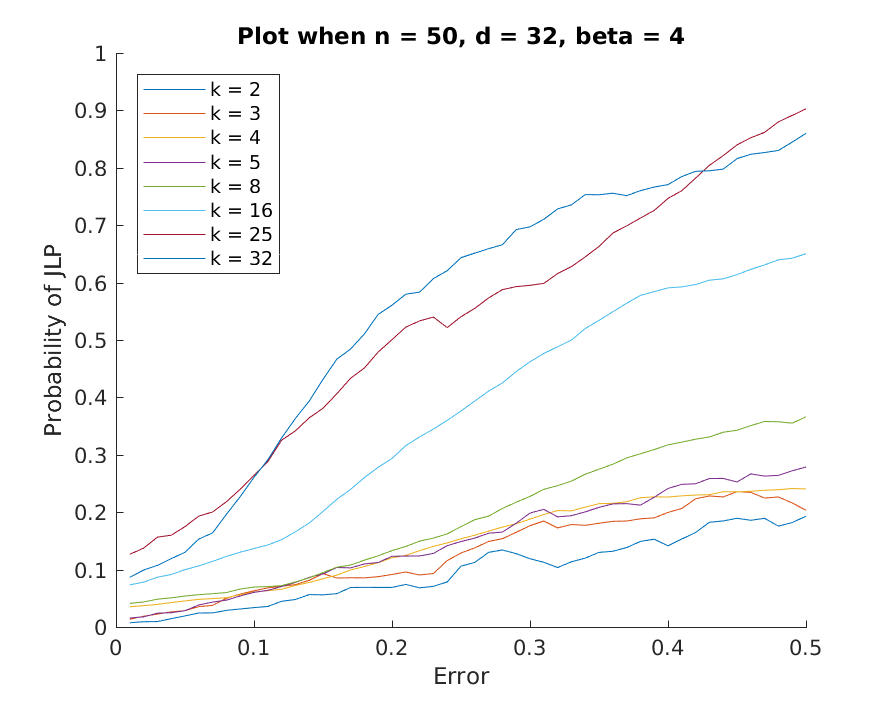 Plot when n = 50, d = 32, beta = 4
1
0.9
0.8
0.7
0.6
0.5
0.4
0.3
0.2
0.1
0
Probability of JLP
k = 2
k = 3
k = 4
k = 5
k = 8
k = 16
k = 25
k = 32
0
0.1
0.2
0.3
0.4
0.5
Error